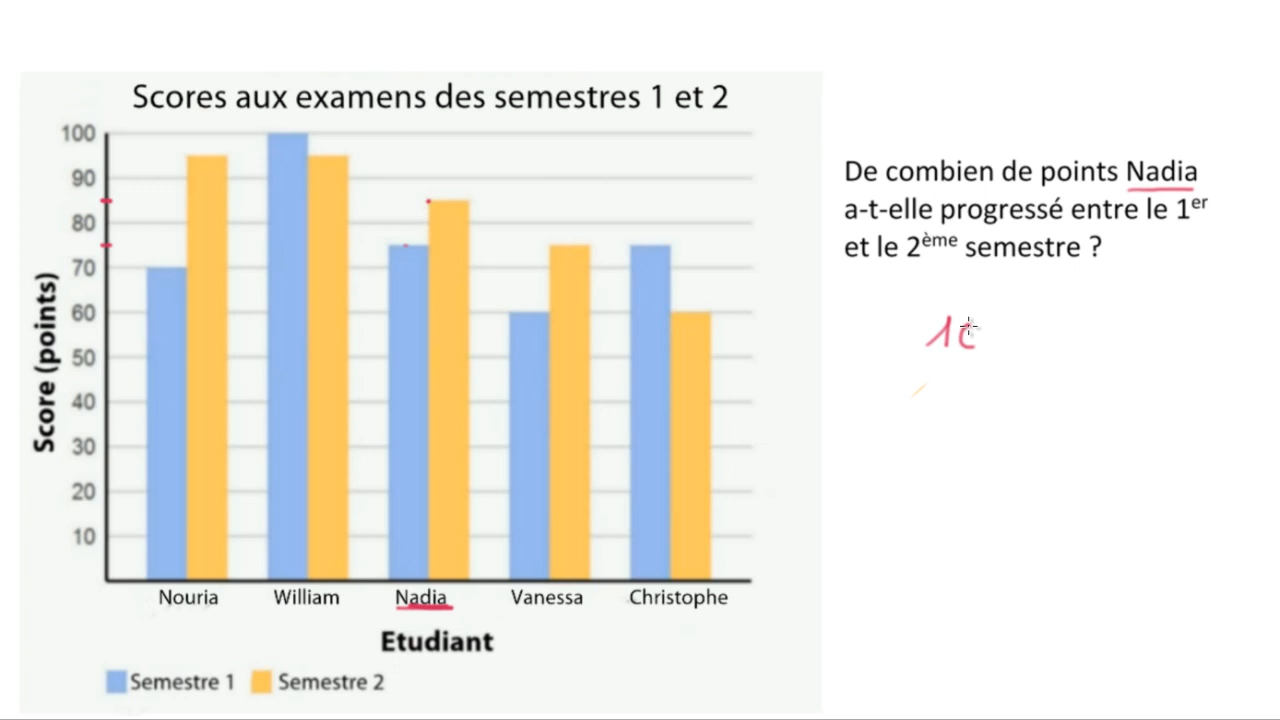 Scores aux examens des semestres 1 et 2
100
90
80
70
60
50
40
30
20
10
Score (points)
Nouria William Nadia Vanessa Christophe
Etudiant
Semestre 1 Semestre 2
De combien de points Nadia
a-t-elle progressé entre le 1er
et le 2ème semestre ?